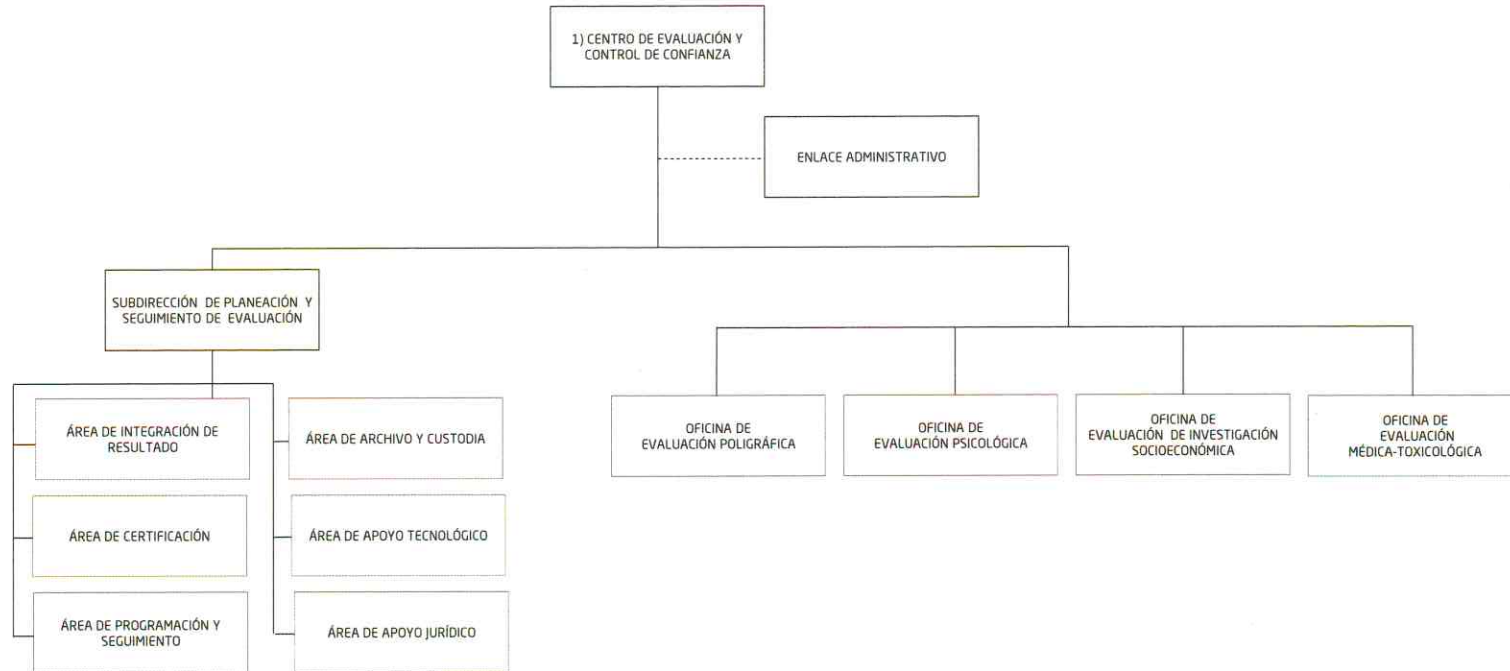 1) CENTRO DE EVALUACIÓN Y
CONTROL DE CONFIANZA
ENLACE ADMINISTRATIVO
SUBDIRECCIÓN DE PLANEACIÓN Y
SEGUIMIENTO DE EVALUACIÓN
ÁREA DE INTEGRACIÓN DE
RESULTADO
ÁREA DE ARCHIVO Y CUSTODIA
ÁREA DE CERTIFICACIÓN
ÁREA DE APOYO TECNOLÓGICO
ÁREA DE PROGRAMACIÓN Y
SEGUIMIENTO
ÁREA DE APOYO JURÍDICO
OFICINA DE
EVALUACIÓN POLIGRÁFICA
OFICINA DE
EVALUACIÓN PSICOLÓGICA
OFICINA DE
EVALUACIÓN DE INVESTIGACIÓN
SOCIOECONÓMICA
OFICINA DE
EVALUACIÓN
MÉDICA-TOXICOLÓGICA